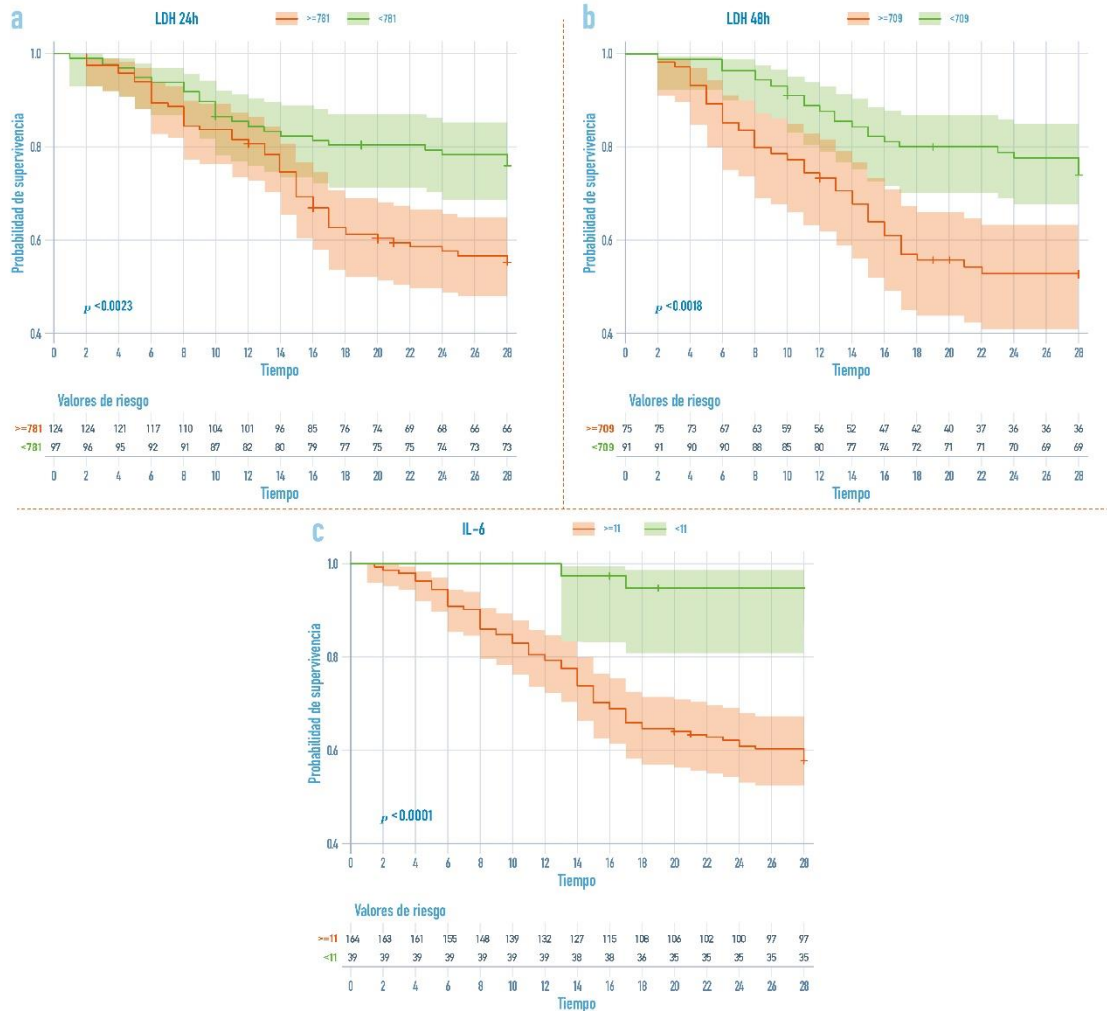 a
LDH 24h
>=781 <781
Probabilidad de supervivencia
1.0
0.8
0.6
0.4
p <0.0023
0 2 4 6 8 10 12 14 16 18 20 22 24 26 28
Tiempo
Valores de riesgo
>=781 124 124 121 117 110 104 101 96 85 76 74 69 68 66 66
<781 97 96 95 92 91 87 82 80 79 77 75 75 74 73 73
0 2 4 6 8 10 12 14 16 18 20 22 24 26 28
Tiempo
b
LDH 48h
>=709 <709
Probabilidad de supervivencia
1.0
0.8
0.6
0.4
p <0.0018
0 2 4 6 8 10 12 14 16 18 20 22 24 26 28
Tiempo
Valores de riesgo
>=709 75 75 73 67 63 59 56 52 47 42 40 37 36 36 36
<709 91 91 90 90 88 85 80 77 74 72 71 71 70 69 69
0 2 4 6 8 10 12 14 16 18 20 22 24 26 28
Tiempo
c
IL-6
>=11 <11
Probabilidad de supervivencia
1.0
0.8
0.6
0.4
p <0.0001
0 2 4 6 8 10 12 14 16 18 20 22 24 26 28
Tiempo
Valores de riesgo
>=11 164 163 161 155 148 139 132 127 115 108 106 102 100 97 97
<11 39 39 39 39 39 39 39 38 38 36 35 35 35 35 35
0 2 4 6 8 10 12 14 16 18 20 22 24 26 28
Tiempo